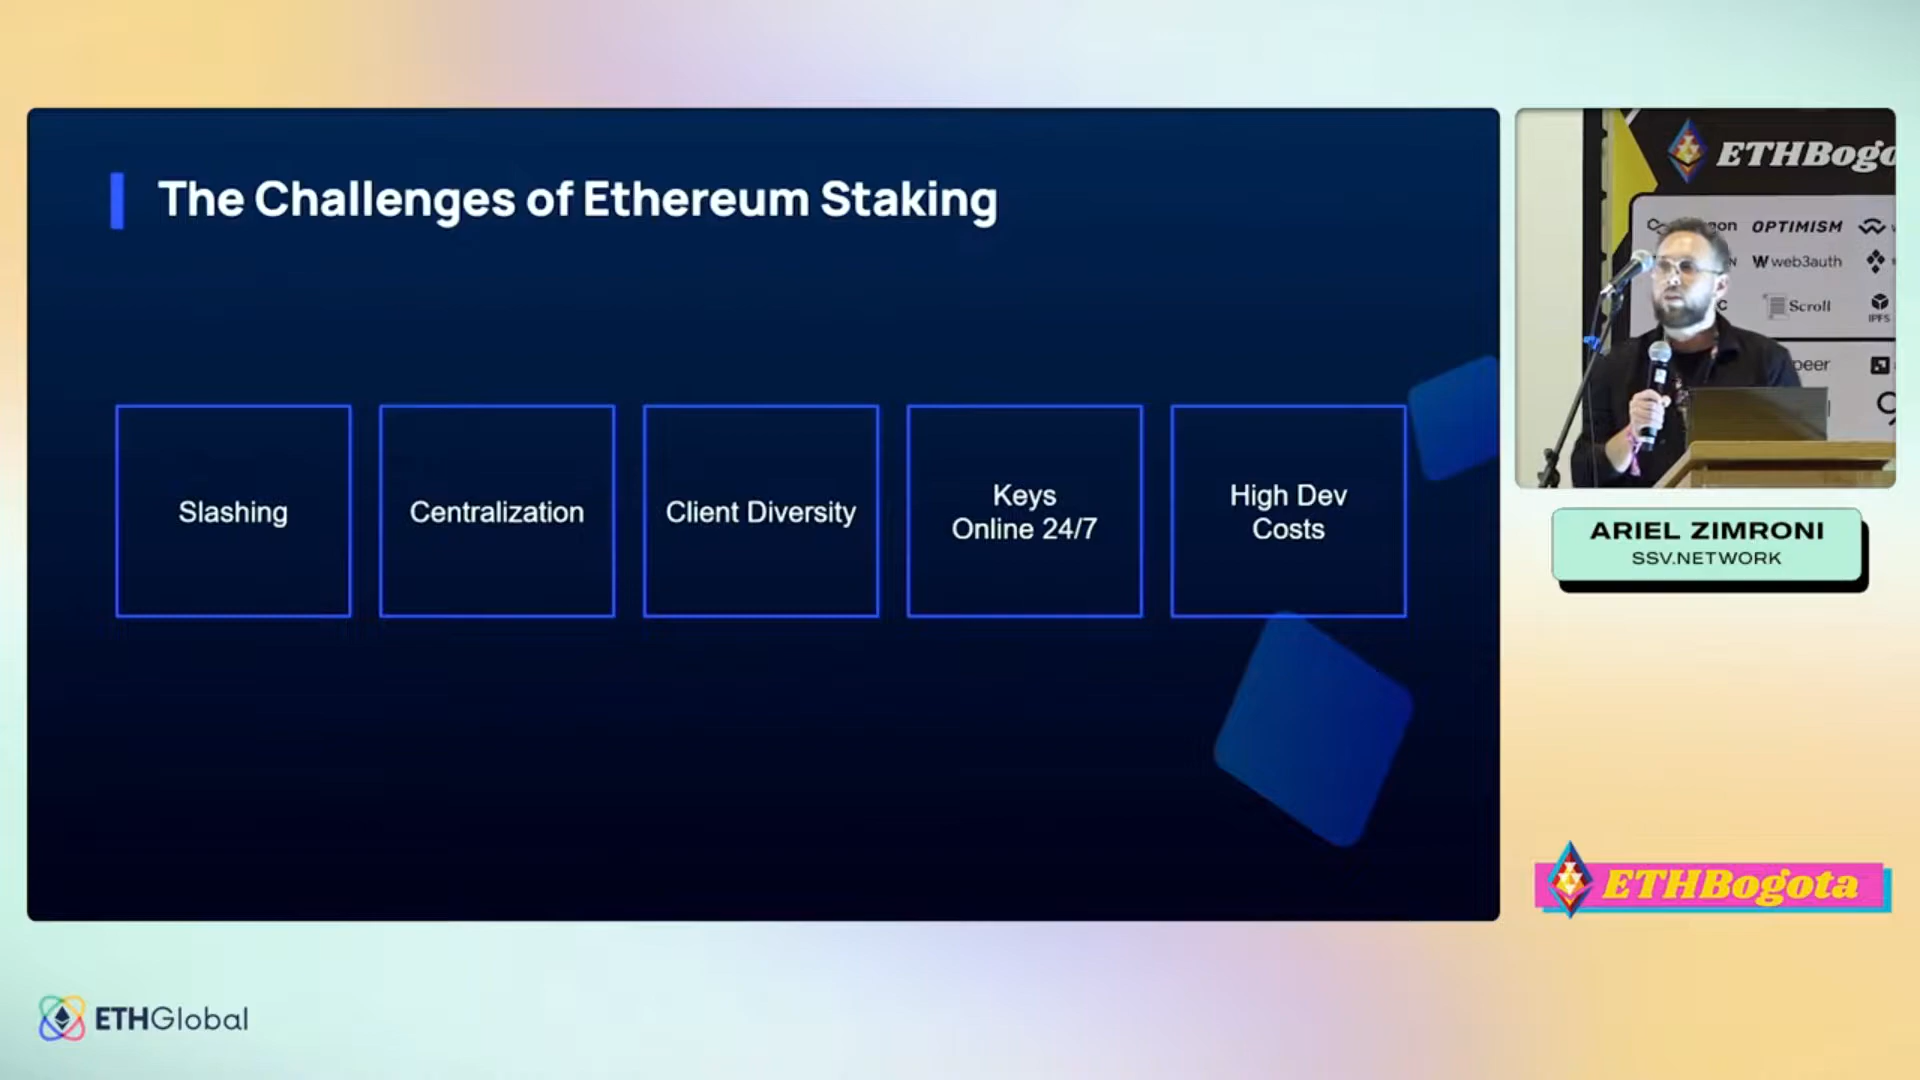 The Challenges of Ethereum Staking
Slashing
Centralization
Client Diversity
Keys
Online 24/7
High Dev
Costs
ETHBogo
OPTIMISM
web3auth
Scroll
IPFS
peer
ARIEL ZIMRONI
SSV.NETWORK
ETHBogota
ETHGlobal